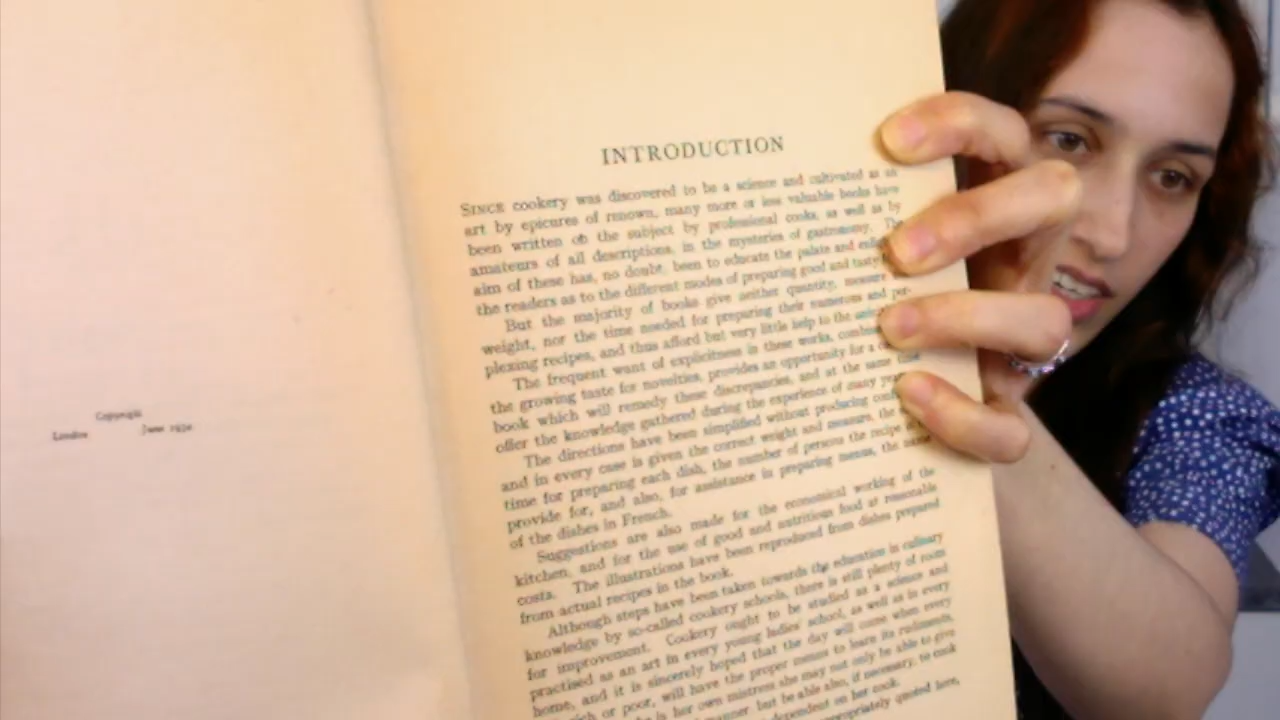 Copyright
London June 1930
INTRODUCTION
SINCE cookery was discovered to be a science and cultivated as an
art by epicures of renown, many more or less valuable books have
been written on the subject by professional cooks, as well as by
amateurs of all descriptions, in the mysteries of gastronomy. The
aim of these has, no doubt, been to educate the palate and
the readers as to the different modes of preparing good and tasty
But the majority of books give neither quantity, measure
weight, nor the time needed for preparing their numerous and per-
plexing recipes, and thus afford but very little help to the
The frequent want of explicitness in these works, combined
the growing taste for novelties, provides an opportunity for a
book which will remedy these discrepancies, and at the same time
offer the knowledge gathered during the experience of many
The directions have been simplified without producing
and in every case is given the correct weight and measure, the
time for preparing each dish, the number of persons the recipe
provide for, and also, for assistance in preparing menus, the
of the dishes in French.
Suggestions are also made for the economical working of the
kitchen, and for the use of good and nutritious food at reasonable
costs. The illustrations have been reproduced from dishes prepared
from actual recipes in the book.
Although steps have been taken towards the education in culinary
knowledge by so-called cookery schools, there is still plenty of room
for improvement. Cookery ought to be studied as a science and
practised as an art in every young ladies' school, as well as in every
home, and it is sincerely hoped that the day will come when every
rich or poor, will have the proper means to learn its rudiments,
is her own mistress she may not only be able to give
manner but be able also, if necessary, to cook
dependent on her cook.
appropriately quoted here,